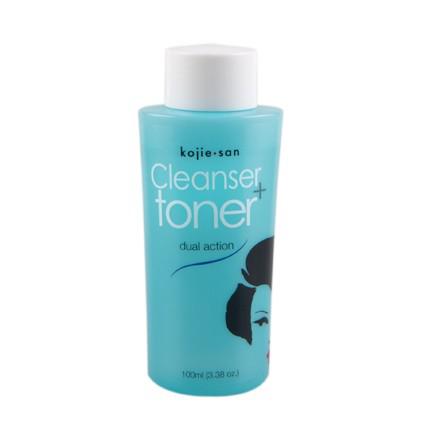 kojie·san
Cleanser
+
toner
dual action
100ml (3.38 oz.)